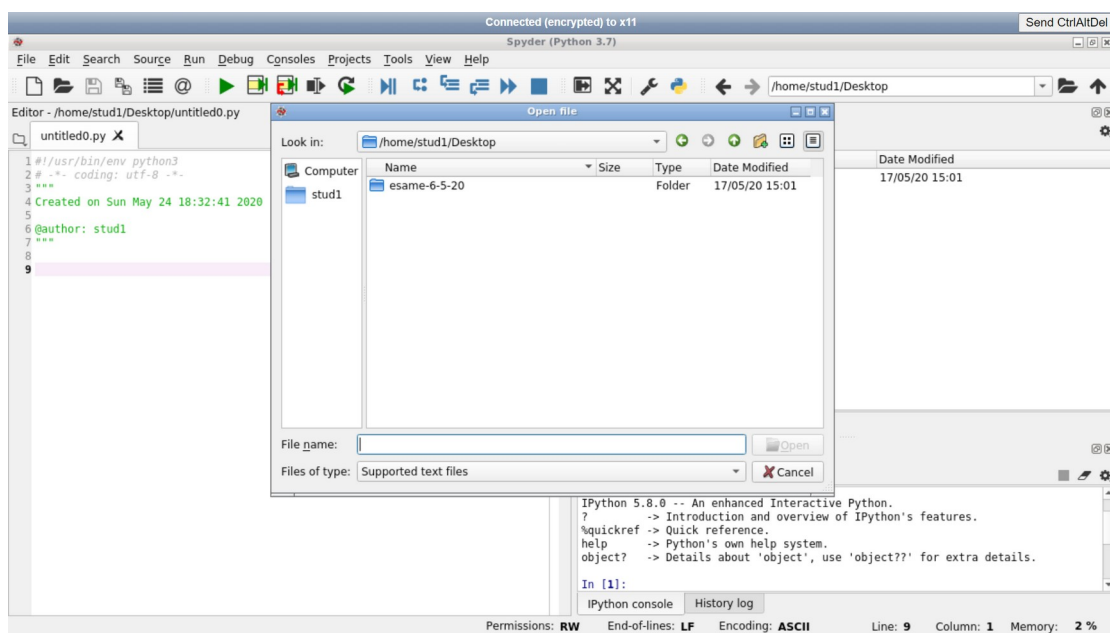 Connected (encrypted) to x11
Send CtrlAltDel
Spyder (Python 3.7)
File Edit Search Source Run Debug Consoles Projects Tools View Help
/home/stud1/Desktop
Editor - /home/stud1/Desktop/untitled0.py
untitled0.py
1 #!/usr/bin/env python3
2 # -*- coding: utf-8 -*-
3 """
4 Created on Sun May 24 18:32:41 2020
5
6 @author: stud1
7 """
8
9
Open file
Look in: /home/stud1/Desktop
Computer
stud1
Name Size Type Date Modified
esame-6-5-20 Folder 17/05/20 15:01
File name: Open
Files of type: Supported text files Cancel
Date Modified
17/05/20 15:01
IPython 5.8.0 -- An enhanced Interactive Python.
? -> Introduction and overview of IPython's features.
%quickref -> Quick reference.
help -> Python's own help system.
object? -> Details about 'object', use 'object??' for extra details.
In [1]:
IPython console History log
Permissions: RW End-of-lines: LF Encoding: ASCII Line: 9 Column: 1 Memory: 2 %